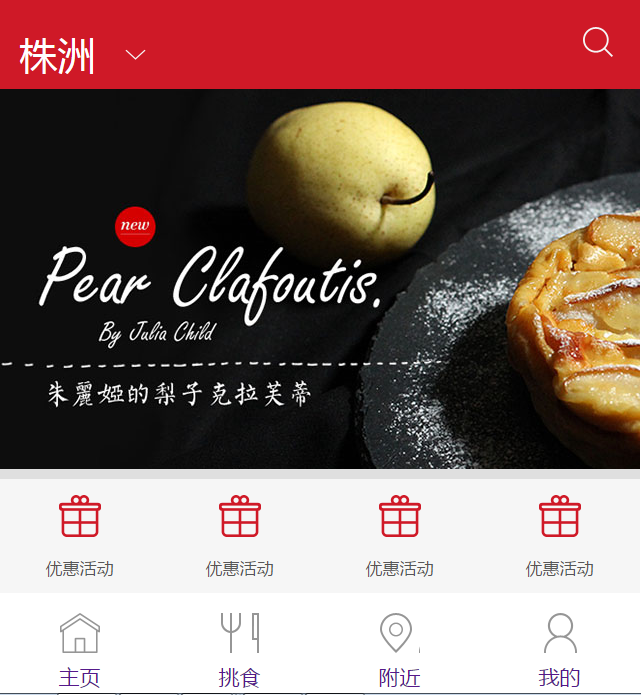 株洲
new
Pear Clafoutis.
By Julia Child
朱麗婭的梨子克拉芙蒂
优惠活动 优惠活动 优惠活动 优惠活动
主页 挑食 附近 我的